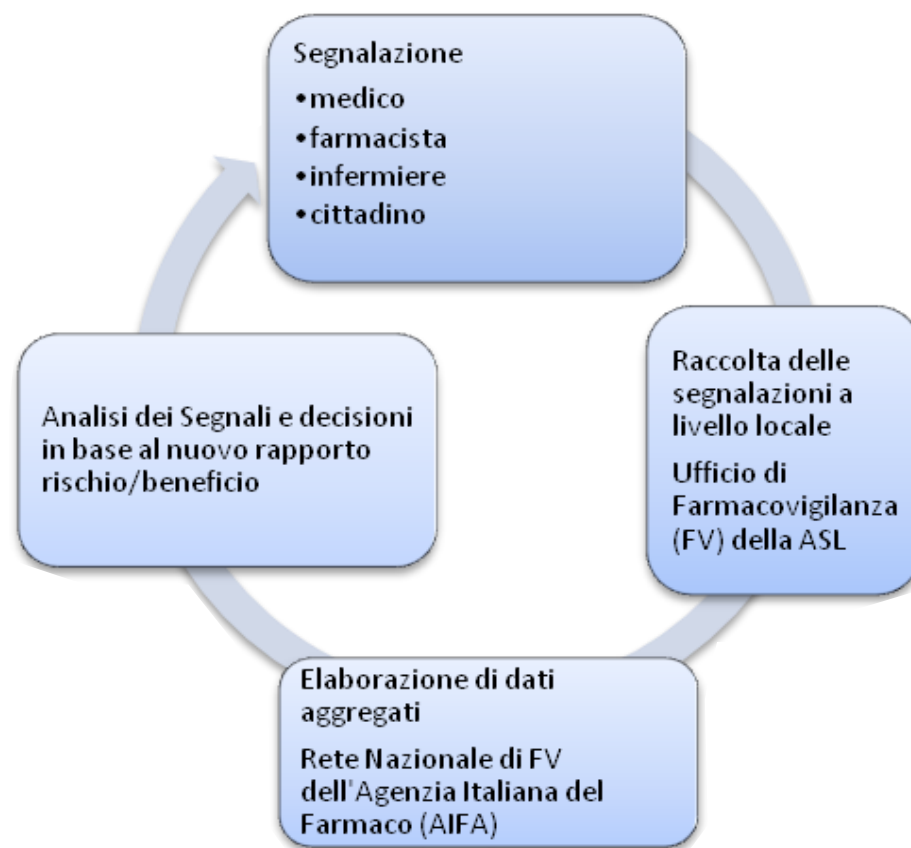 Segnalazione
•medico
•farmacista
•infermiere
•cittadino
Raccolta delle
segnalazioni a
livello locale
Ufficio di
Farmacovigilanza
(FV) della ASL
Elaborazione di dati
aggregati
Rete Nazionale di FV
dell'Agenzia Italiana del
Farmaco (AIFA)
Analisi dei Segnali e decisioni
in base al nuovo rapporto
rischio/beneficio